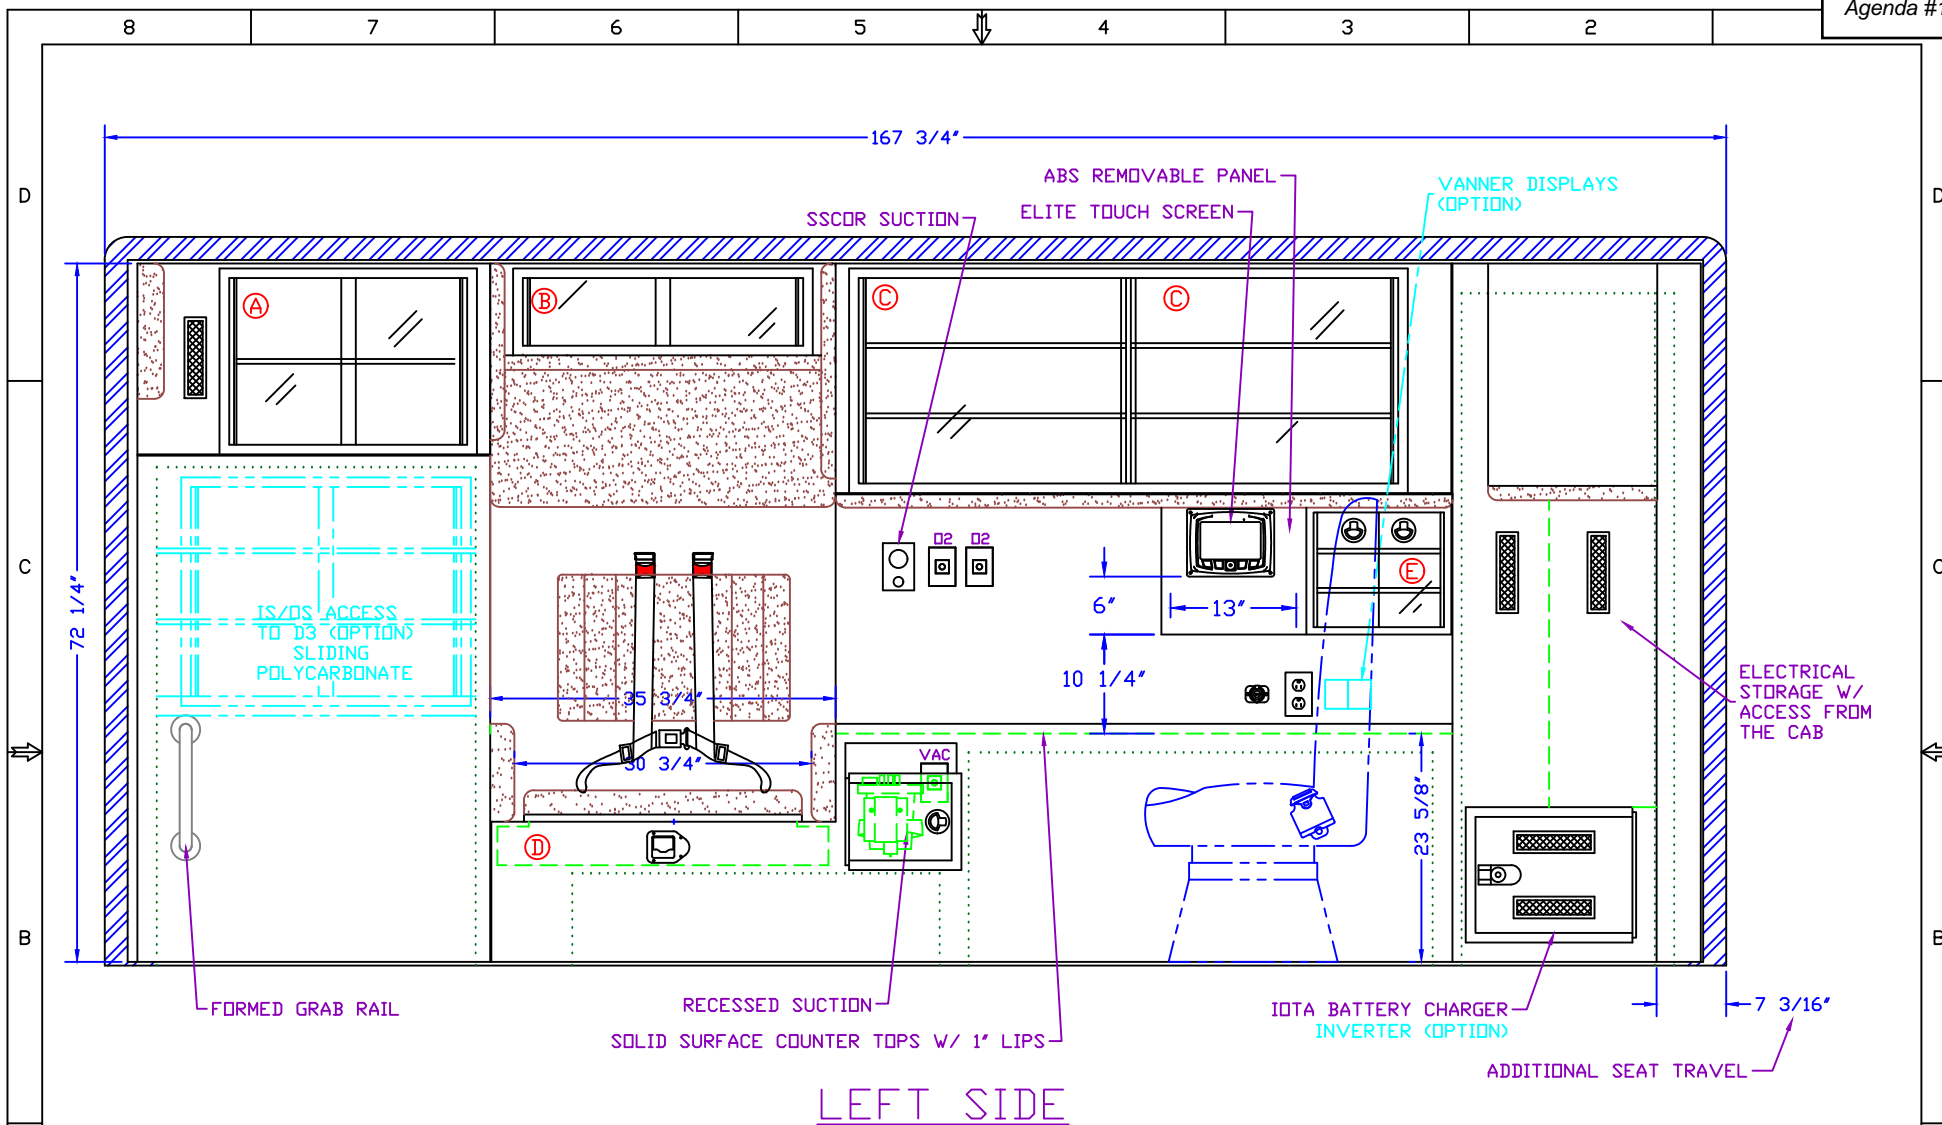 Agenda #1
8 7 6 5 4 3 2
D
D
167 3/4"
ABS REMOVABLE PANEL
VANNER DISPLAYS
(OPTION)
SSCOR SUCTION
ELITE TOUCH SCREEN
A
B
C
C
C
C
O2 O2
E
72 1/4"
6"
13"
IS/OS ACCESS
TO D3 (OPTION)
SLIDING
POLYCARBONATE
10 1/4"
35 3/4"
ELECTRICAL
STORAGE W/
ACCESS FROM
THE CAB
VAC
30 3/4"
23 5/8"
D
B
B
FORMED GRAB RAIL
RECESSED SUCTION
SOLID SURFACE COUNTER TOPS W/ 1" LIPS
IOTA BATTERY CHARGER
INVERTER (OPTION)
7 3/16"
ADDITIONAL SEAT TRAVEL
LEFT SIDE